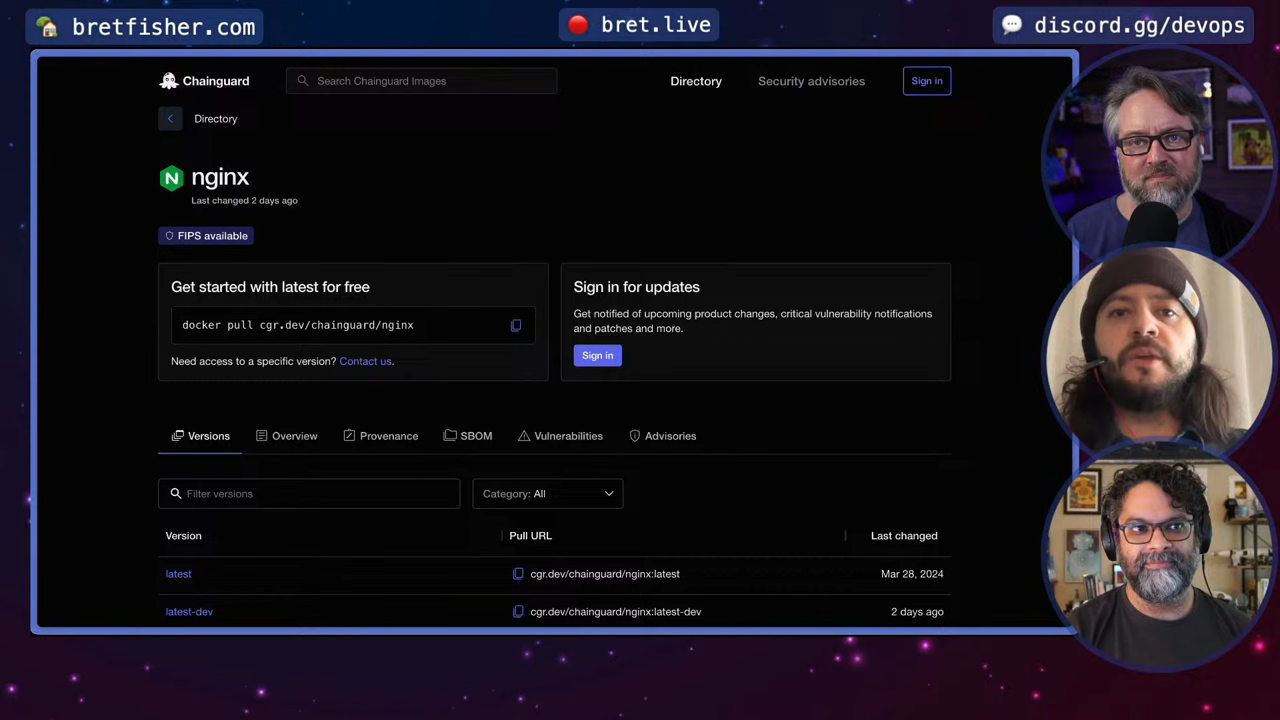 bretfisher.com
bret.live
discord.gg/devops
Chainguard
Search Chainguard Images
Directory
Security advisories
Sign in
Directory
N
nginx
Last changed 2 days ago
FIPS available
Get started with latest for free
docker pull cgr.dev/chainguard/nginx
Need access to a specific version? Contact us.
Sign in for updates
Get notified of upcoming product changes, critical vulnerability notifications
and patches and more.
Sign in
Versions
Overview
Provenance
SBOM
Vulnerabilities
Advisories
Filter versions
Category: All
Version
Pull URL
Last changed
latest
cgr.dev/chainguard/nginx:latest
Mar 28, 2024
latest-dev
cgr.dev/chainguard/nginx:latest-dev
2 days ago